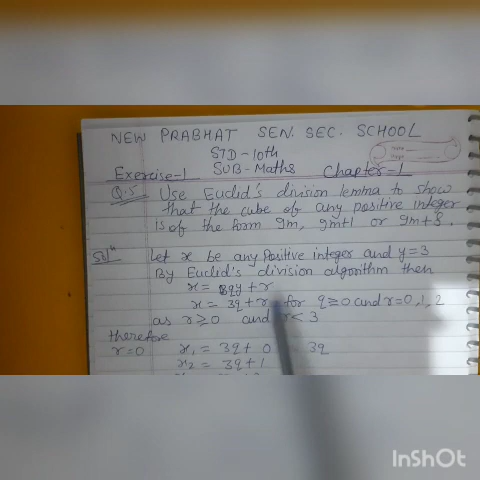 NEW PRABHAT SEN. SEC. SCHOOL
STD-10th
Exercise-1 SUB-Maths Chapter-1
Q.5 Use Euclid's division lemma to show
that the cube of any positive integer
is of the form 9m, 9m+1 or 9m+8.
Solⁿ Let x be any positive integer and y=3
By Euclid's division algorithm then
x = qy+r
x = 3q+r for q≥0 and r=0,1,2
as r≥0 and r<3
therefore
r=0 x₁ = 3q+ 0 3q
x₂ = 3q+1
InShOt